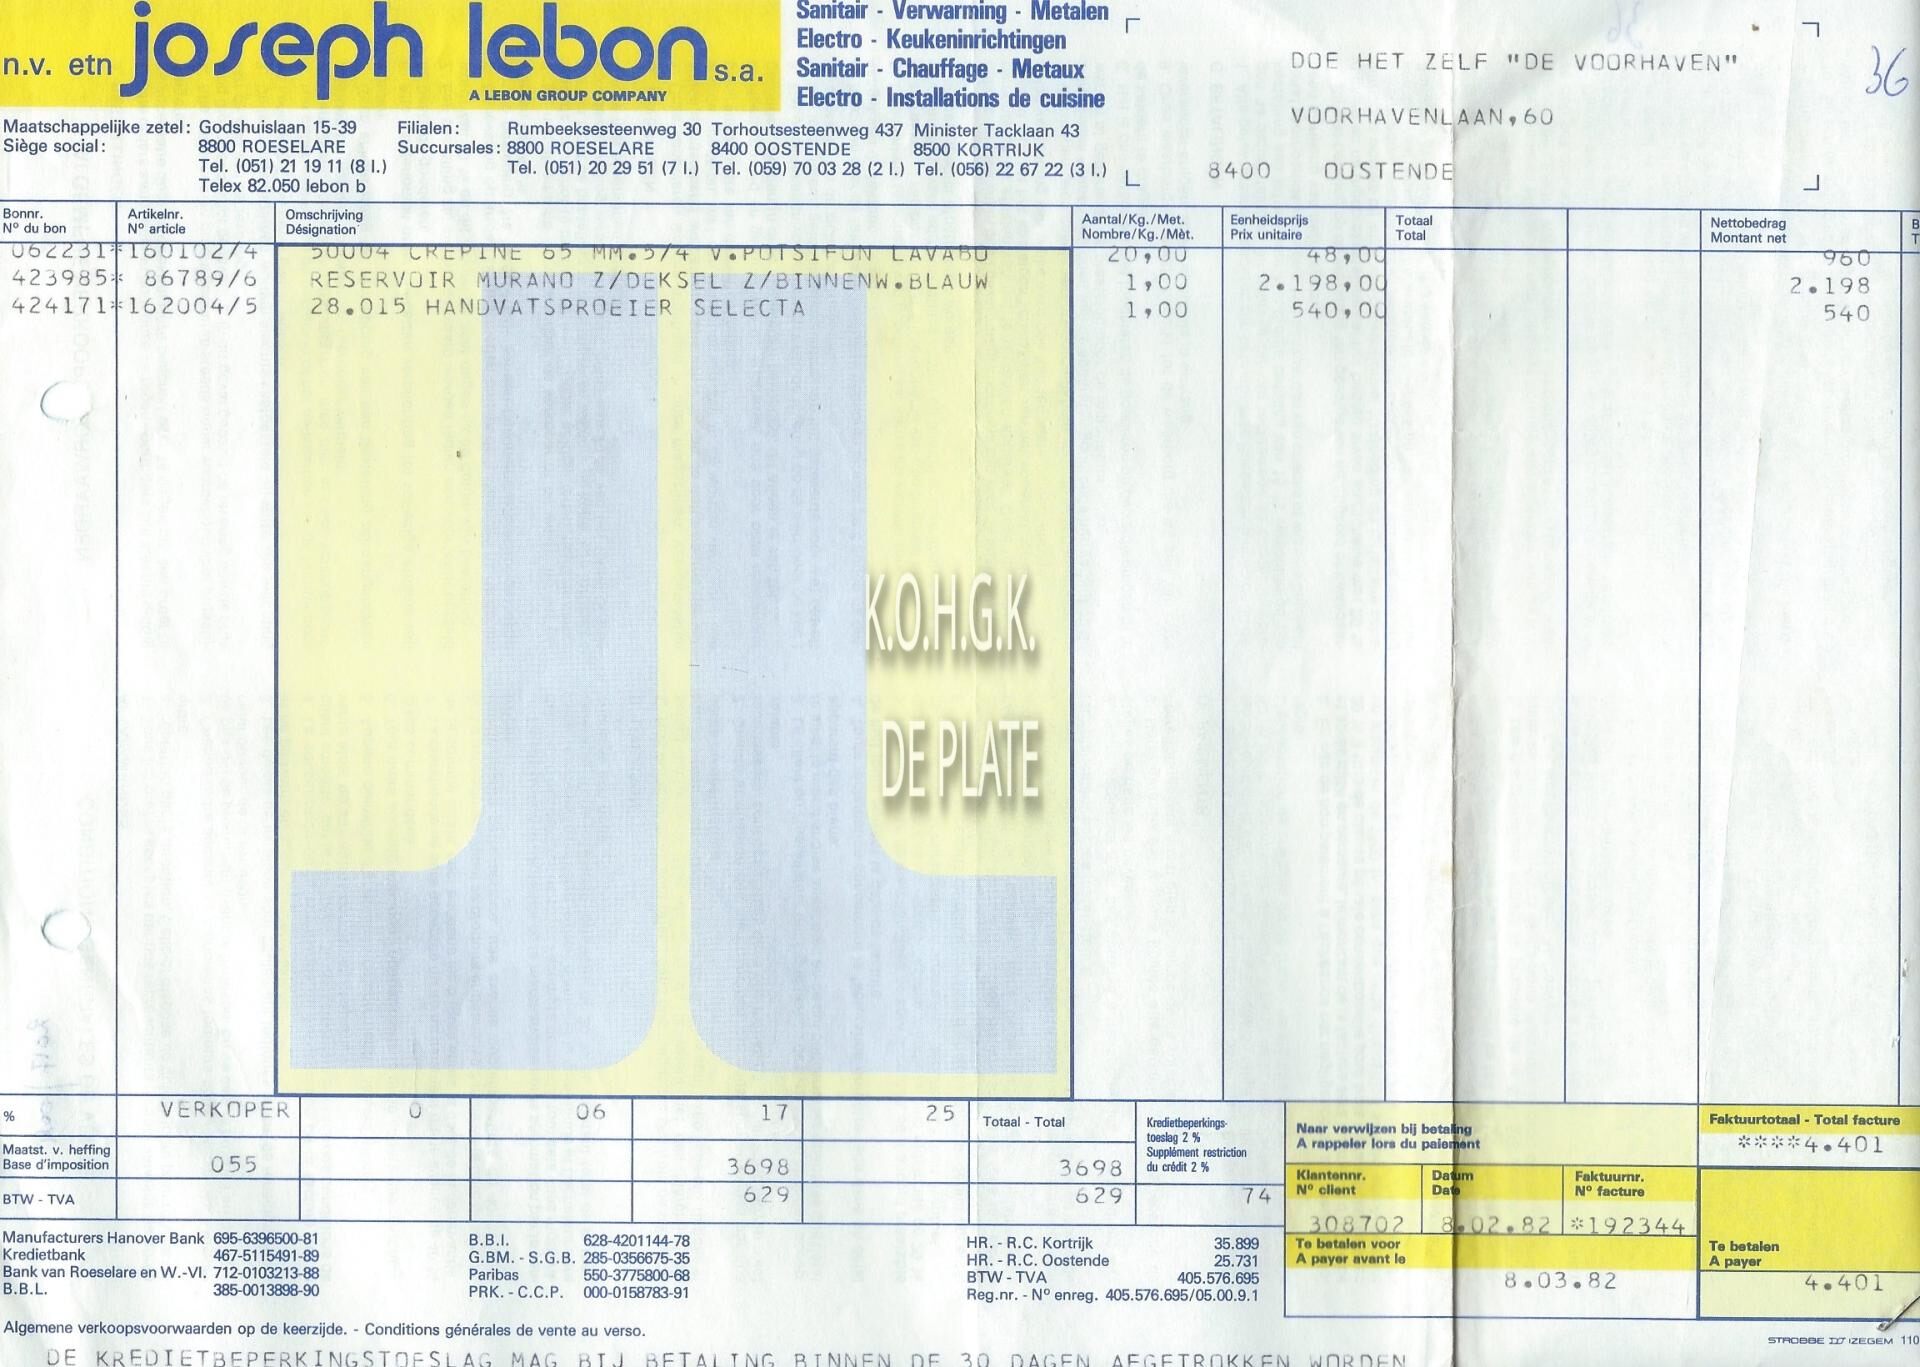 n.v. etn joseph lebon s.a.
A LEBON GROUP COMPANY
Sanitair - Verwarming - Metalen
Electro - Keukeninrichtingen
Sanitair - Chauffage - Metaux
Electro - Installations de cuisine
DOE HET ZELF "DE VOORHAVEN"
VOORHAVENLAAN,60
8400 OOSTENDE
36
Maatschappelijke zetel: Godshuislaan 15-39
Siège social: 8800 ROESELARE
Tel. (051) 21 19 11 (8 l.)
Telex 82.050 lebon b
Filialen: Rumbeeksesteenweg 30 Torhoutsesteenweg 437 Minister Tacklaan 43
Succursales: 8800 ROESELARE 8400 OOSTENDE 8500 KORTRIJK
Tel. (051) 20 29 51 (7 l.) Tel. (059) 70 03 28 (2 l.) Tel. (056) 22 67 22 (3 l.)
Bonnr. Artikelnr. Omschrijving Aantal/Kg./Met. Eenheidsprijs Totaal Nettobedrag
N° du bon N° article Désignation Nombre/Kg./Mèt. Prix unitaire Total Montant net
062231* 160102/4 50004 CREPINE 65 MM.5/4 V.POTSIFON LAVABO 20,00 48,00 960
423985* 86789/6 RESERVOIR MURANO Z/DEKSEL Z/BINNENW.BLAUW 1,00 2.198,00 2.198
424171* 162004/5 28.015 HANDVATSPROEIER SELECTA 1,00 540,00 540
K.O.H.G.K.
DE PLATE
% VERKOPER 0 06 17 25 Totaal - Total
Kredietbeperkings-
toeslag 2 %
Supplément restriction
du crédit 2 %
Maatst. v. heffing
Base d'imposition 055 3698 3698
BTW - TVA 629 629 74
Naar verwijzen bij betaling
A rappeler lors du paiement
Faktuurtotaal - Total facture
****4.401
Klantennr. Datum Faktuurnr.
N° client Date N° facture
308702 8.02.82 *192344
Te betalen voor
A payer avant le
8.03.82
Te betalen
A payer
4.401
Manufacturers Hanover Bank 695-6396500-81
Kredietbank 467-5115491-89
Bank van Roeselare en W.-Vl. 712-0103213-88
B.B.L. 385-0013898-90
B.B.I. 628-4201144-78
G.BM. - S.G.B. 285-0356675-35
Paribas 550-3775800-68
PRK. - C.C.P. 000-0158783-91
HR. - R.C. Kortrijk 35.899
HR. - R.C. Oostende 25.731
BTW - TVA 405.576.695
Reg.nr. - N° enreg. 405.576.695/05.00.9.1
Algemene verkoopsvoorwaarden op de keerzijde. - Conditions générales de vente au verso.
STROBBE IZEGEM 110
DE KREDIETBEPERKINGSTOESLAG MAG BIJ BETALING BINNEN DE 30 DAGEN AFGETROKKEN WORDEN